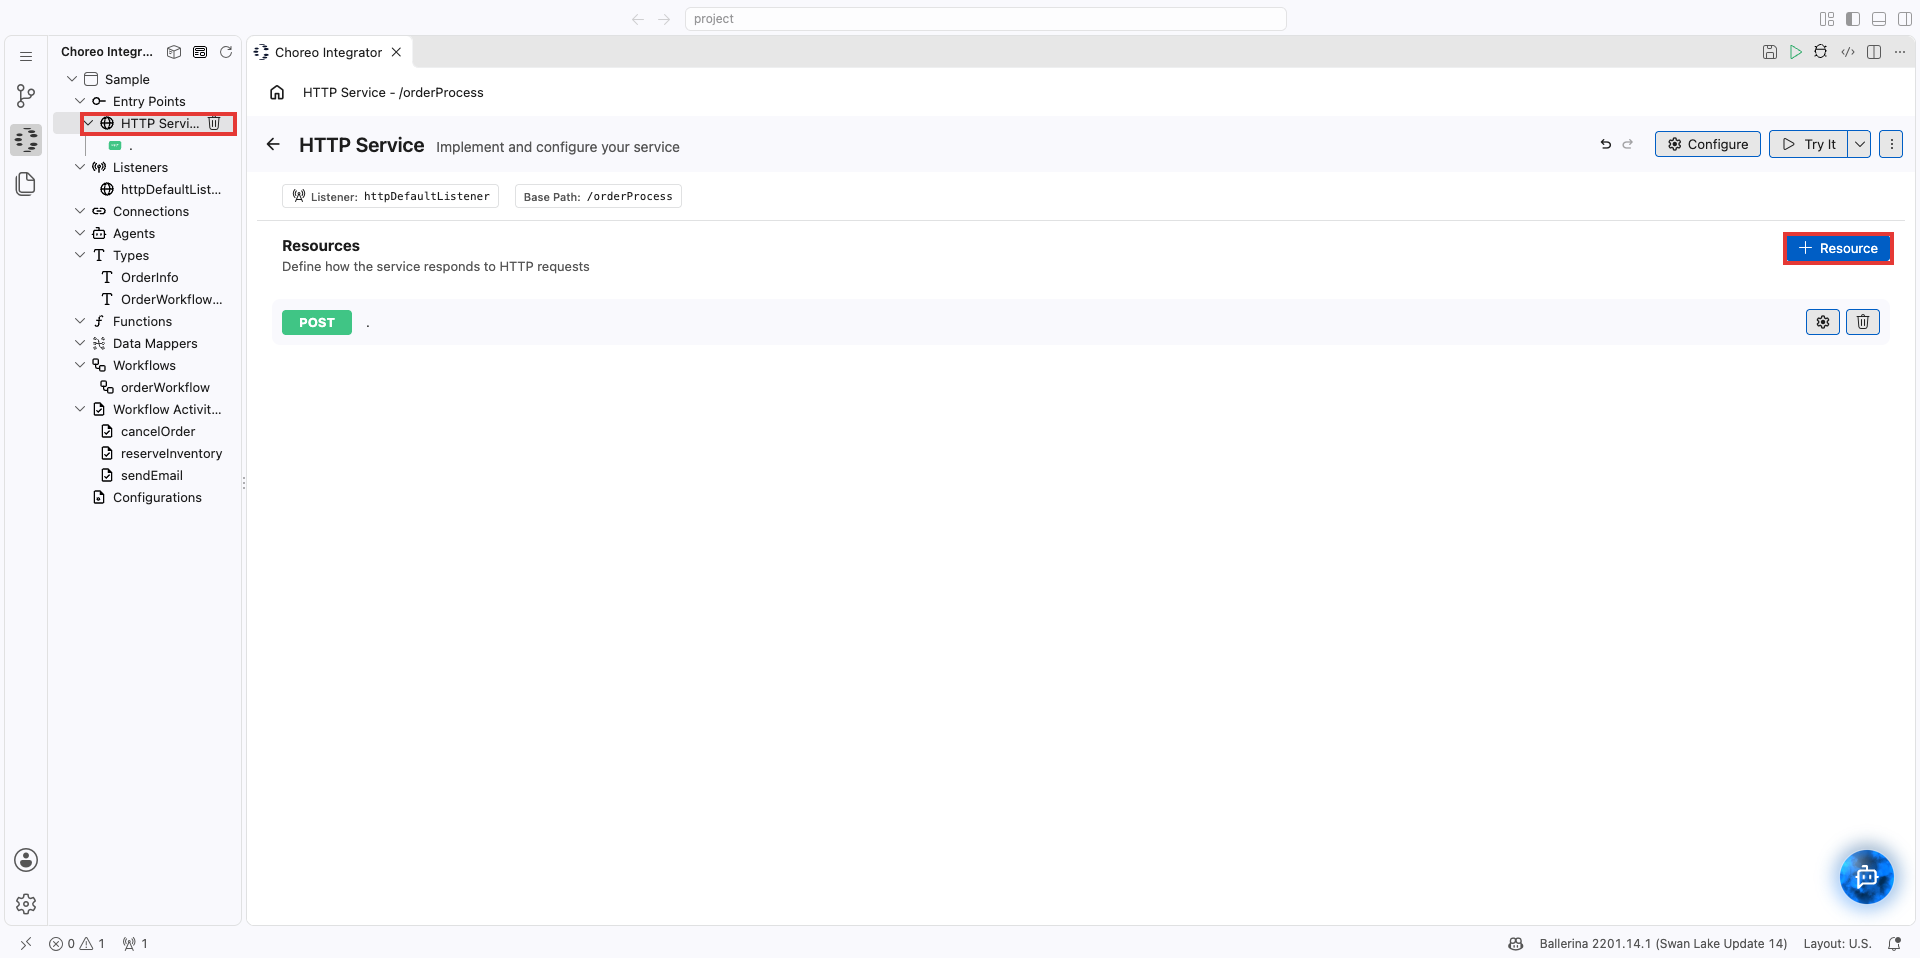 project
Choreo Integr...
Sample
Entry Points
HTTP Servi...
.
Listeners
httpDefaultList...
Connections
Agents
Types
OrderInfo
OrderWorkflow...
Functions
Data Mappers
Workflows
orderWorkflow
Workflow Activit...
cancelOrder
reserveInventory
sendEmail
Configurations
Choreo Integrator
HTTP Service - /orderProcess
HTTP Service Implement and configure your service
Configure
Try It
Listener: httpDefaultListener
Base Path: /orderProcess
Resources
Define how the service responds to HTTP requests
Resource
POST .
0 1 1
Ballerina 2201.14.1 (Swan Lake Update 14) Layout: U.S.